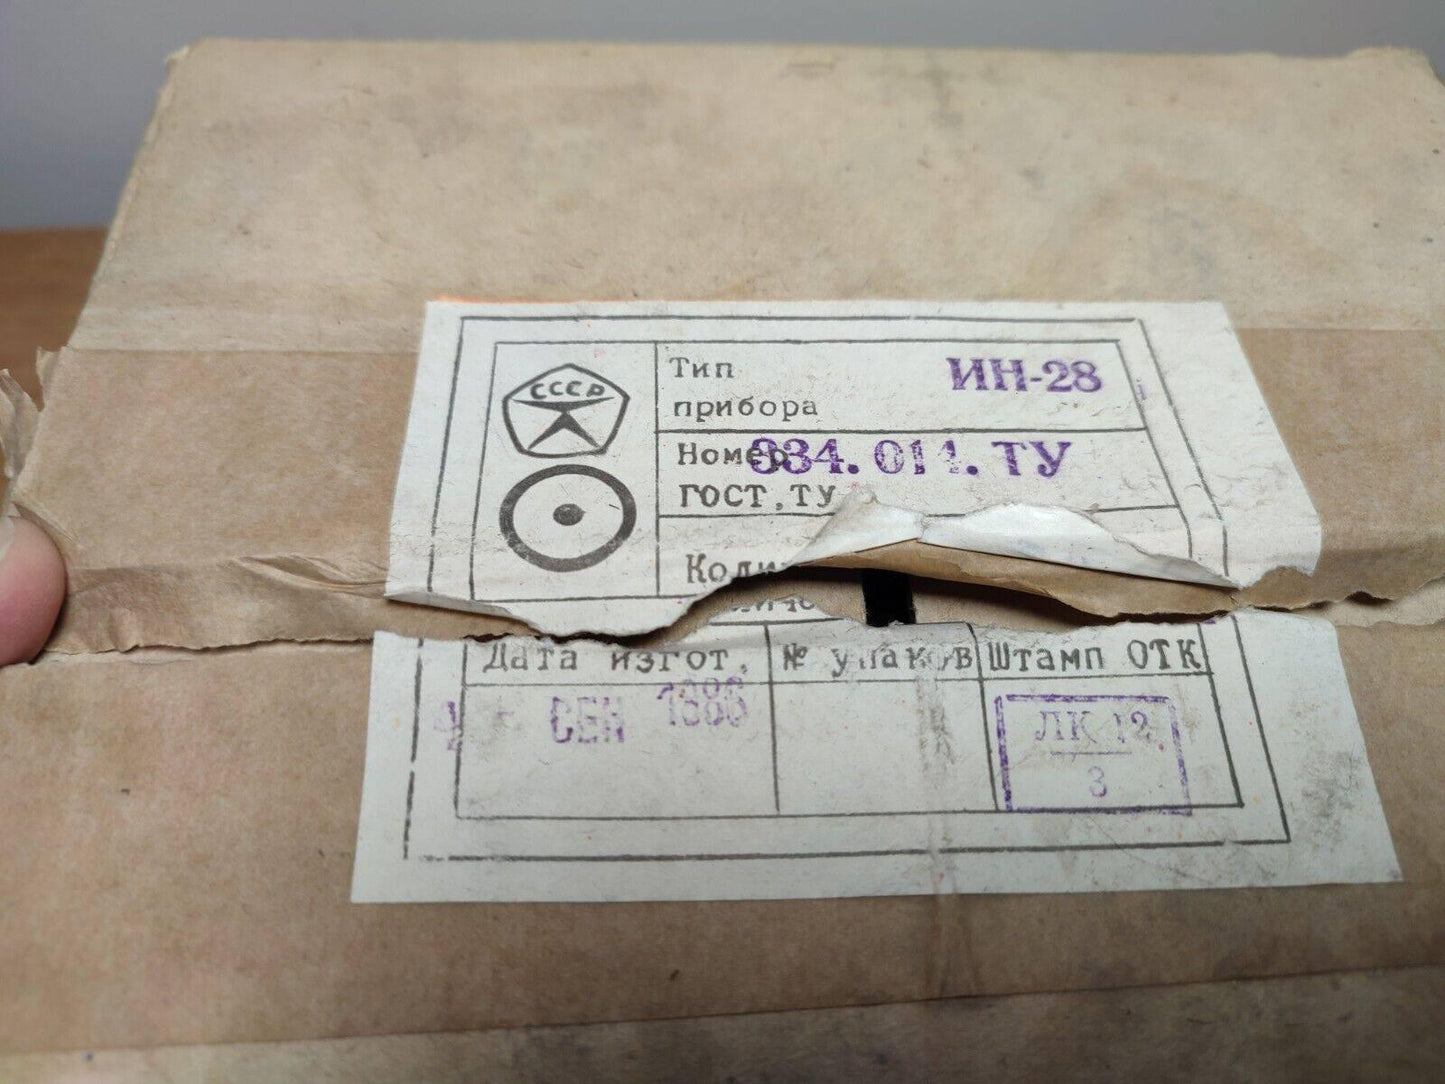 СССР
Тип ИН-28
прибора
Номер 334.011.ТУ
ГОСТ,ТУ
Дата изгот. № упаков Штамп ОТК
СЕН
ЛК 12
3